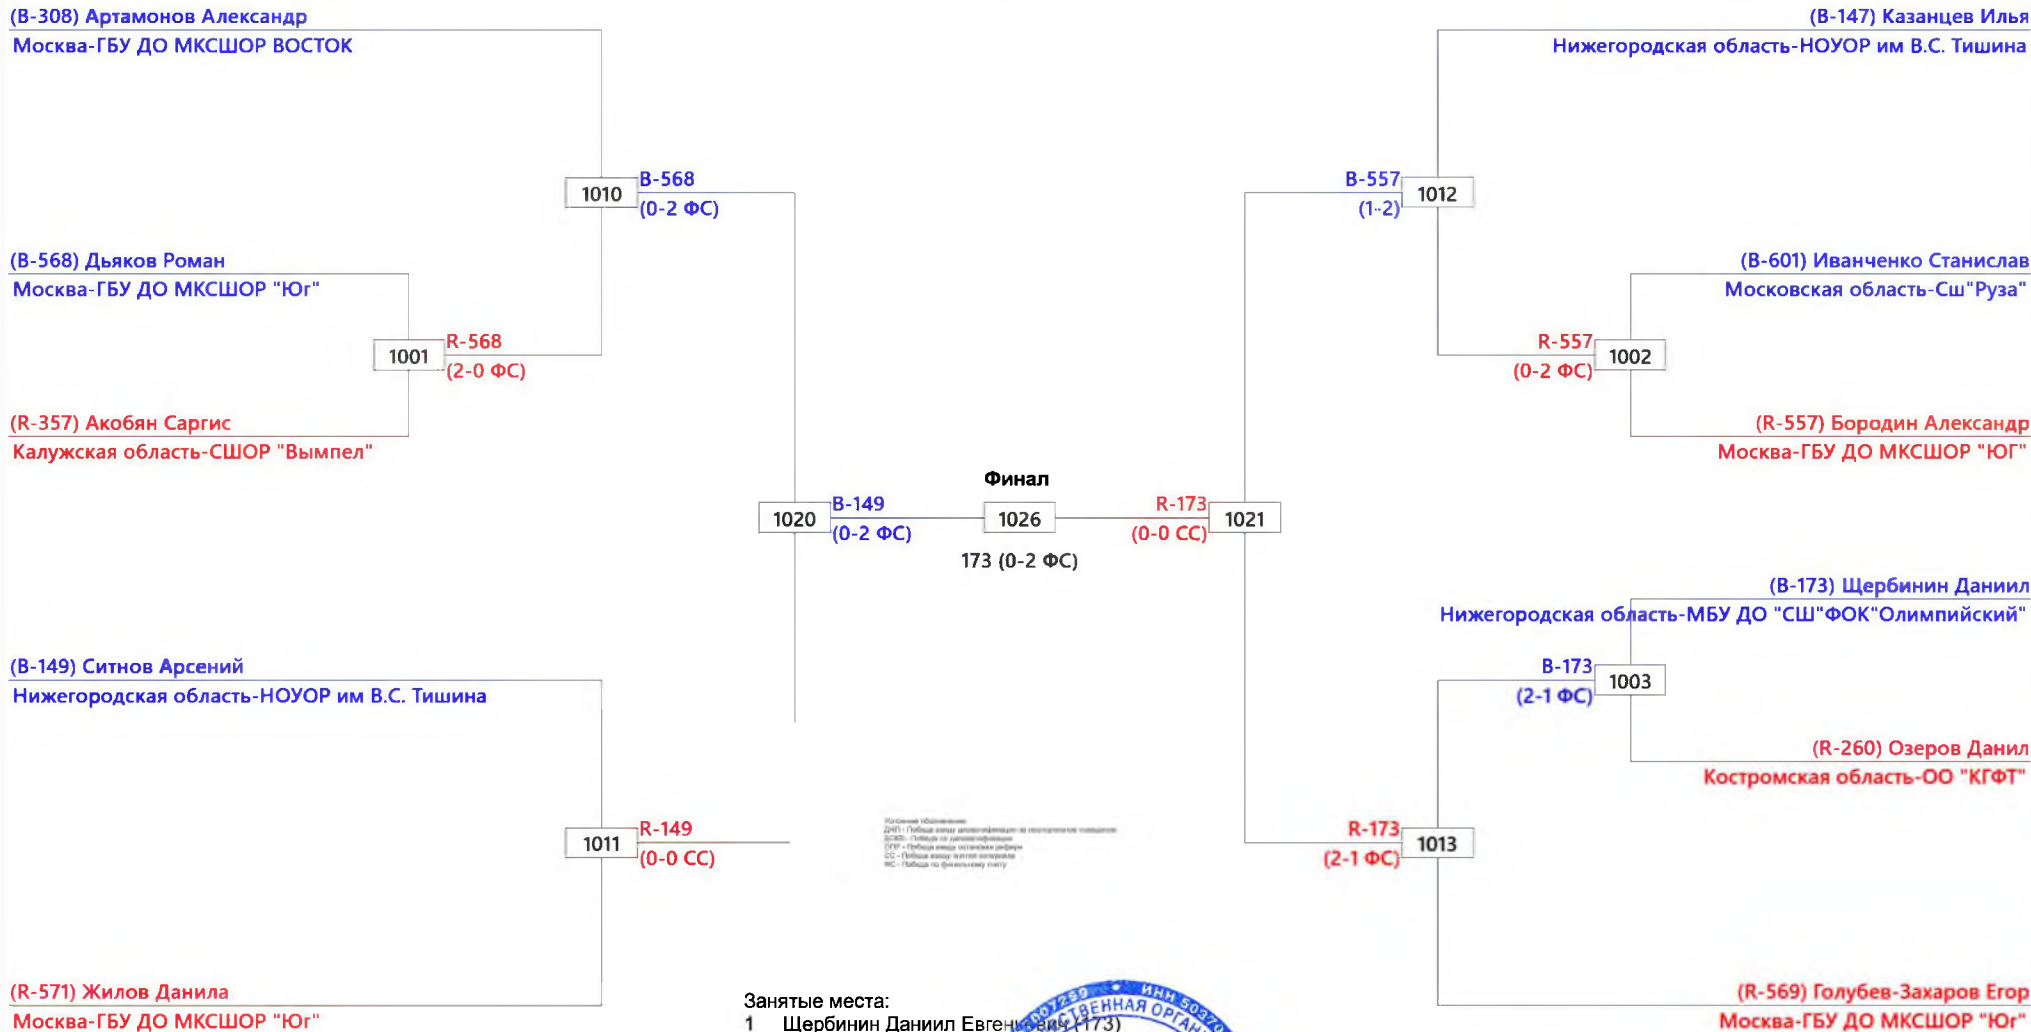 (B-308) Артамонов Александр
Москва-ГБУ ДО МКСШОР ВОСТОК
(B-147) Казанцев Илья
Нижегородская область-НОУОР им В.С. Тишина
B-568
1010
(0-2 ФС)
B-557
1012
(1-2)
(B-568) Дьяков Роман
Москва-ГБУ ДО МКСШОР "Юг"
(B-601) Иванченко Станислав
Московская область-Сш"Руза"
R-568
1001
(2-0 ФС)
R-557
1002
(0-2 ФС)
(R-357) Акобян Саргис
Калужская область-СШОР "Вымпел"
(R-557) Бородин Александр
Москва-ГБУ ДО МКСШОР "ЮГ"
Финал
B-149
1020
(0-2 ФС)
1026
R-173
1021
(0-0 СС)
173 (0-2 ФС)
(B-173) Щербинин Даниил
Нижегородская область-МБУ ДО "СШ"ФОК"Олимпийский"
(B-149) Ситнов Арсений
Нижегородская область-НОУОР им В.С. Тишина
B-173
1003
(2-1 ФС)
(R-260) Озеров Данил
Костромская область-ОО "КГФТ"
R-149
1011
(0-0 СС)
R-173
1013
(2-1 ФС)
(R-571) Жилов Данила
Москва-ГБУ ДО МКСШОР "Юг"
(R-569) Голубев-Захаров Егор
Москва-ГБУ ДО МКСШОР "Юг"
Занятые места:
1 Щербинин Даниил Евгеньевич (173)